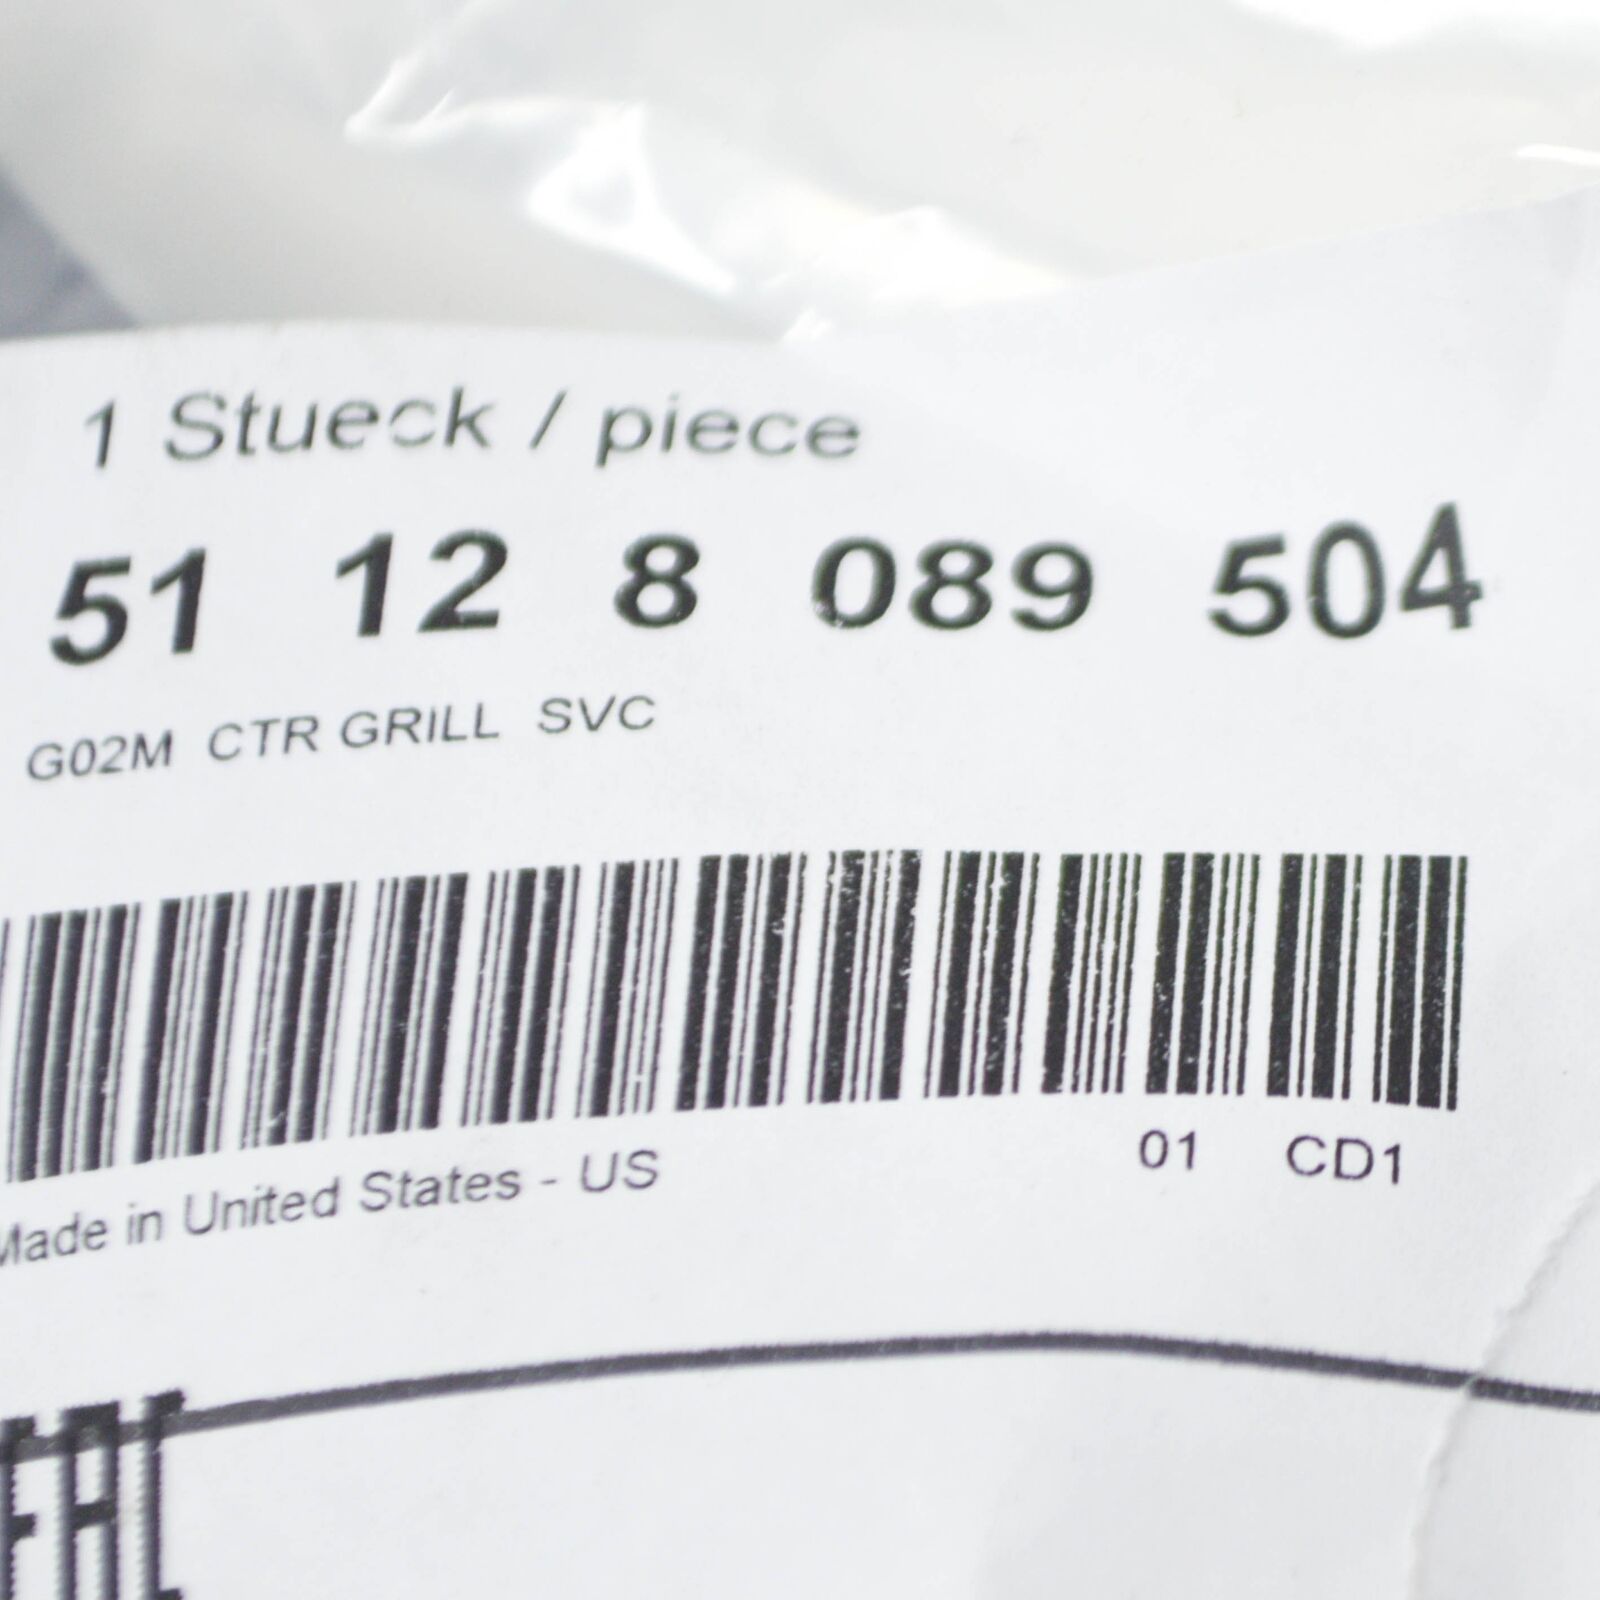 1 Stueck / piece
51 12 8 089 504
G02M CTR GRILL SVC
01 CD1
Made in United States - US
EAC